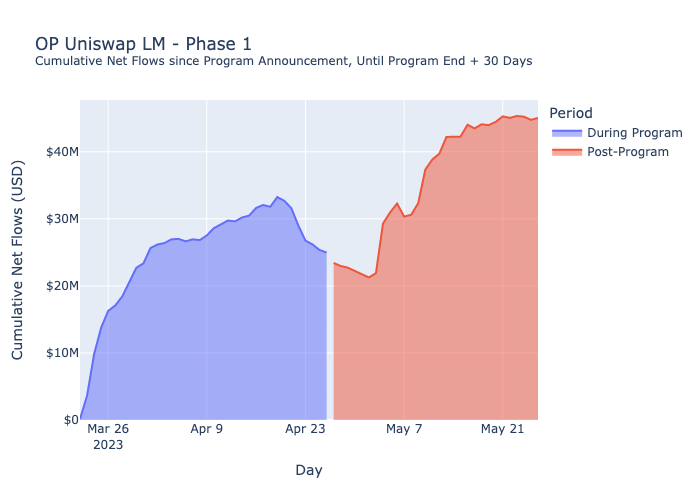 OP Uniswap LM - Phase 1
Cumulative Net Flows since Program Announcement, Until Program End + 30 Days
Period
During Program
Post-Program
Cumulative Net Flows (USD)
$40M
$30M
$20M
$10M
$0
Mar 26
2023
Apr 9
Apr 23
May 7
May 21
Day